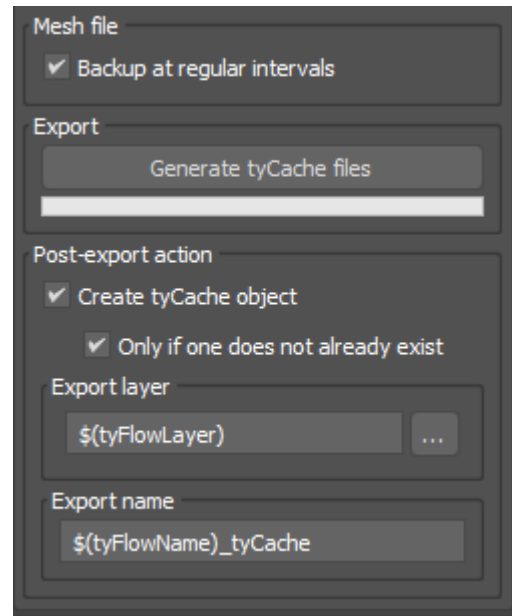 Mesh file
Backup at regular intervals
Export
Generate tyCache files
Post-export action
Create tyCache object
Only if one does not already exist
Export layer
$(tyFlowLayer)
...
Export name
$(tyFlowName)_tyCache